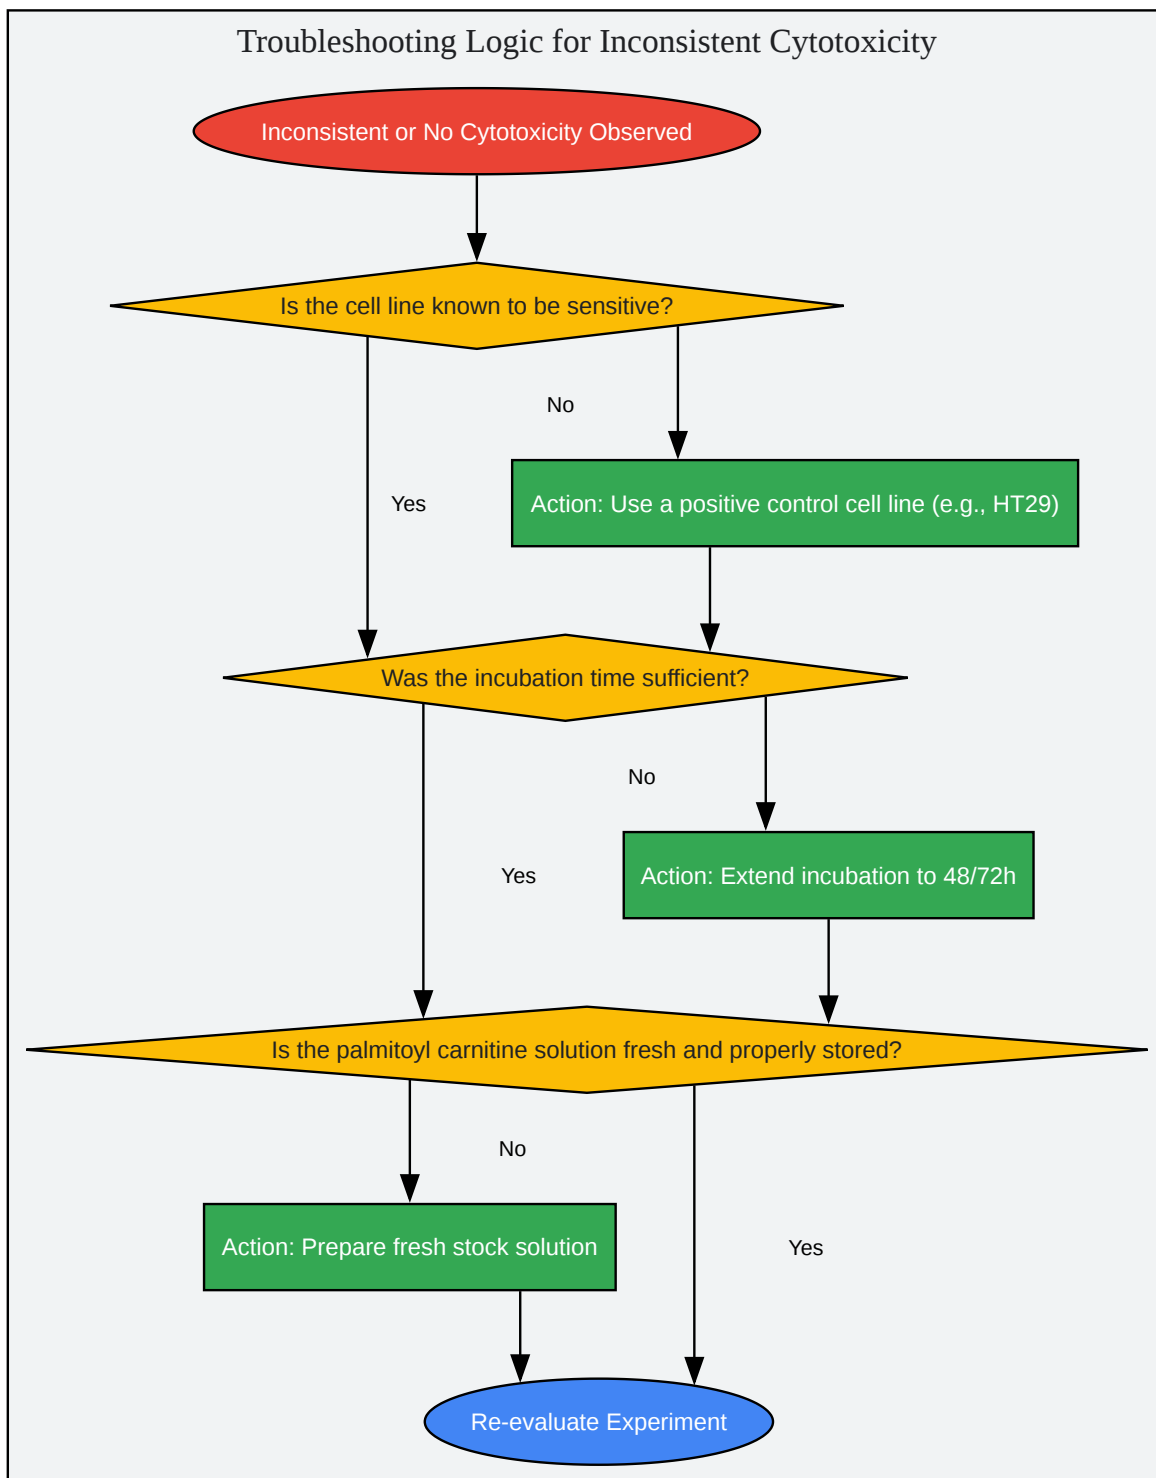 Troubleshooting Logic for Inconsistent Cytotoxicity
Inconsistent or No Cytotoxicity Observed
Is the cell line known to be sensitive?
No
Yes
Action: Use a positive control cell line (e.g., HT29)
Was the incubation time sufficient?
No
Yes
Action: Extend incubation to 48/72h
Is the palmitoyl carnitine solution fresh and properly stored?
No
Action: Prepare fresh stock solution
Yes
Re-evaluate Experiment